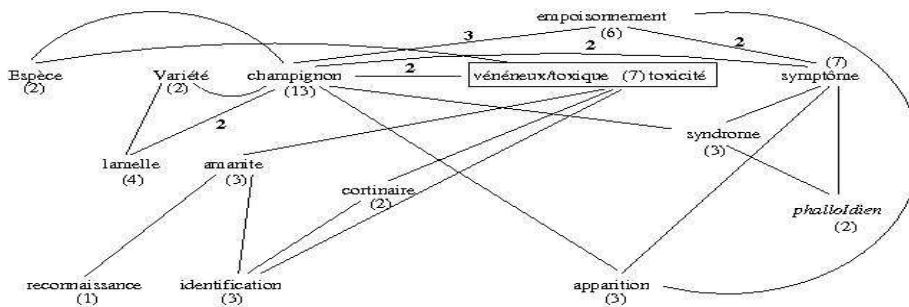 empoisonnement
(6)
3
2
2
(7)
Espèce
(2)
Variété
(2)
champignon
(13)
2
vénéneux/toxique (7) toxicité
symptôme
2
syndrome
(3)
lamelle
(4)
amanite
(3)
cortinaire
(2)
phalloïdien
(2)
reconnaissance
(1)
identification
(3)
apparition
(3)